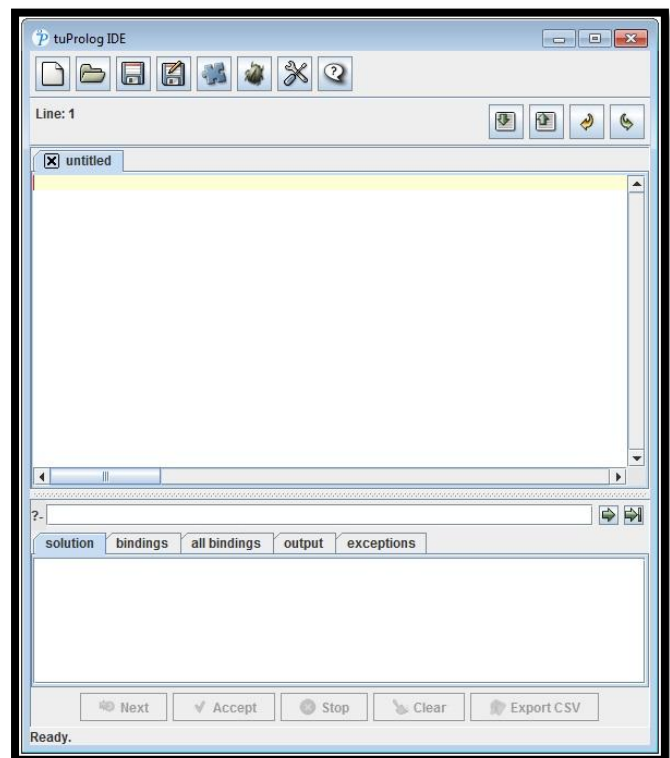 tuProlog IDE
Line: 1
untitled
?-
solution bindings all bindings output exceptions
Next Accept Stop Clear Export CSV
Ready.